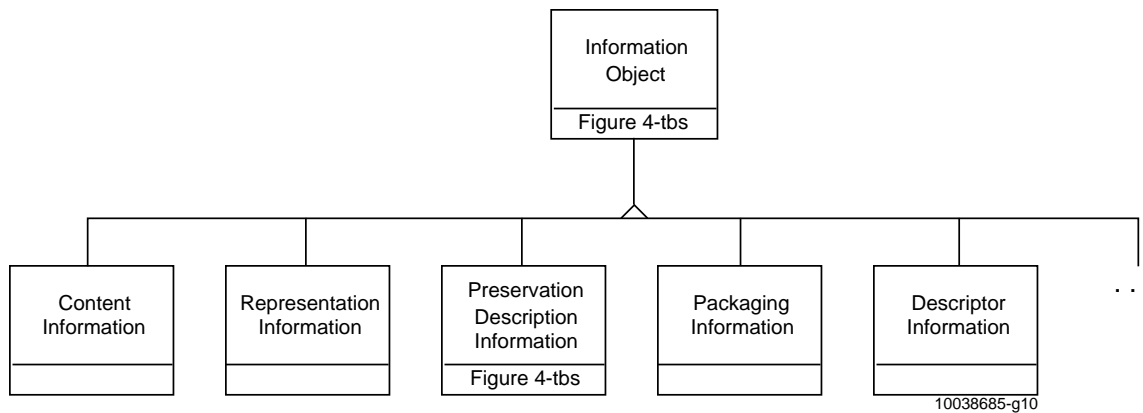 Information
Object
Figure 4-tbs
Content
Information
Representation
Information
Preservation
Description
Information
Figure 4-tbs
Packaging
Information
Descriptor
Information
. .
10038685-g10